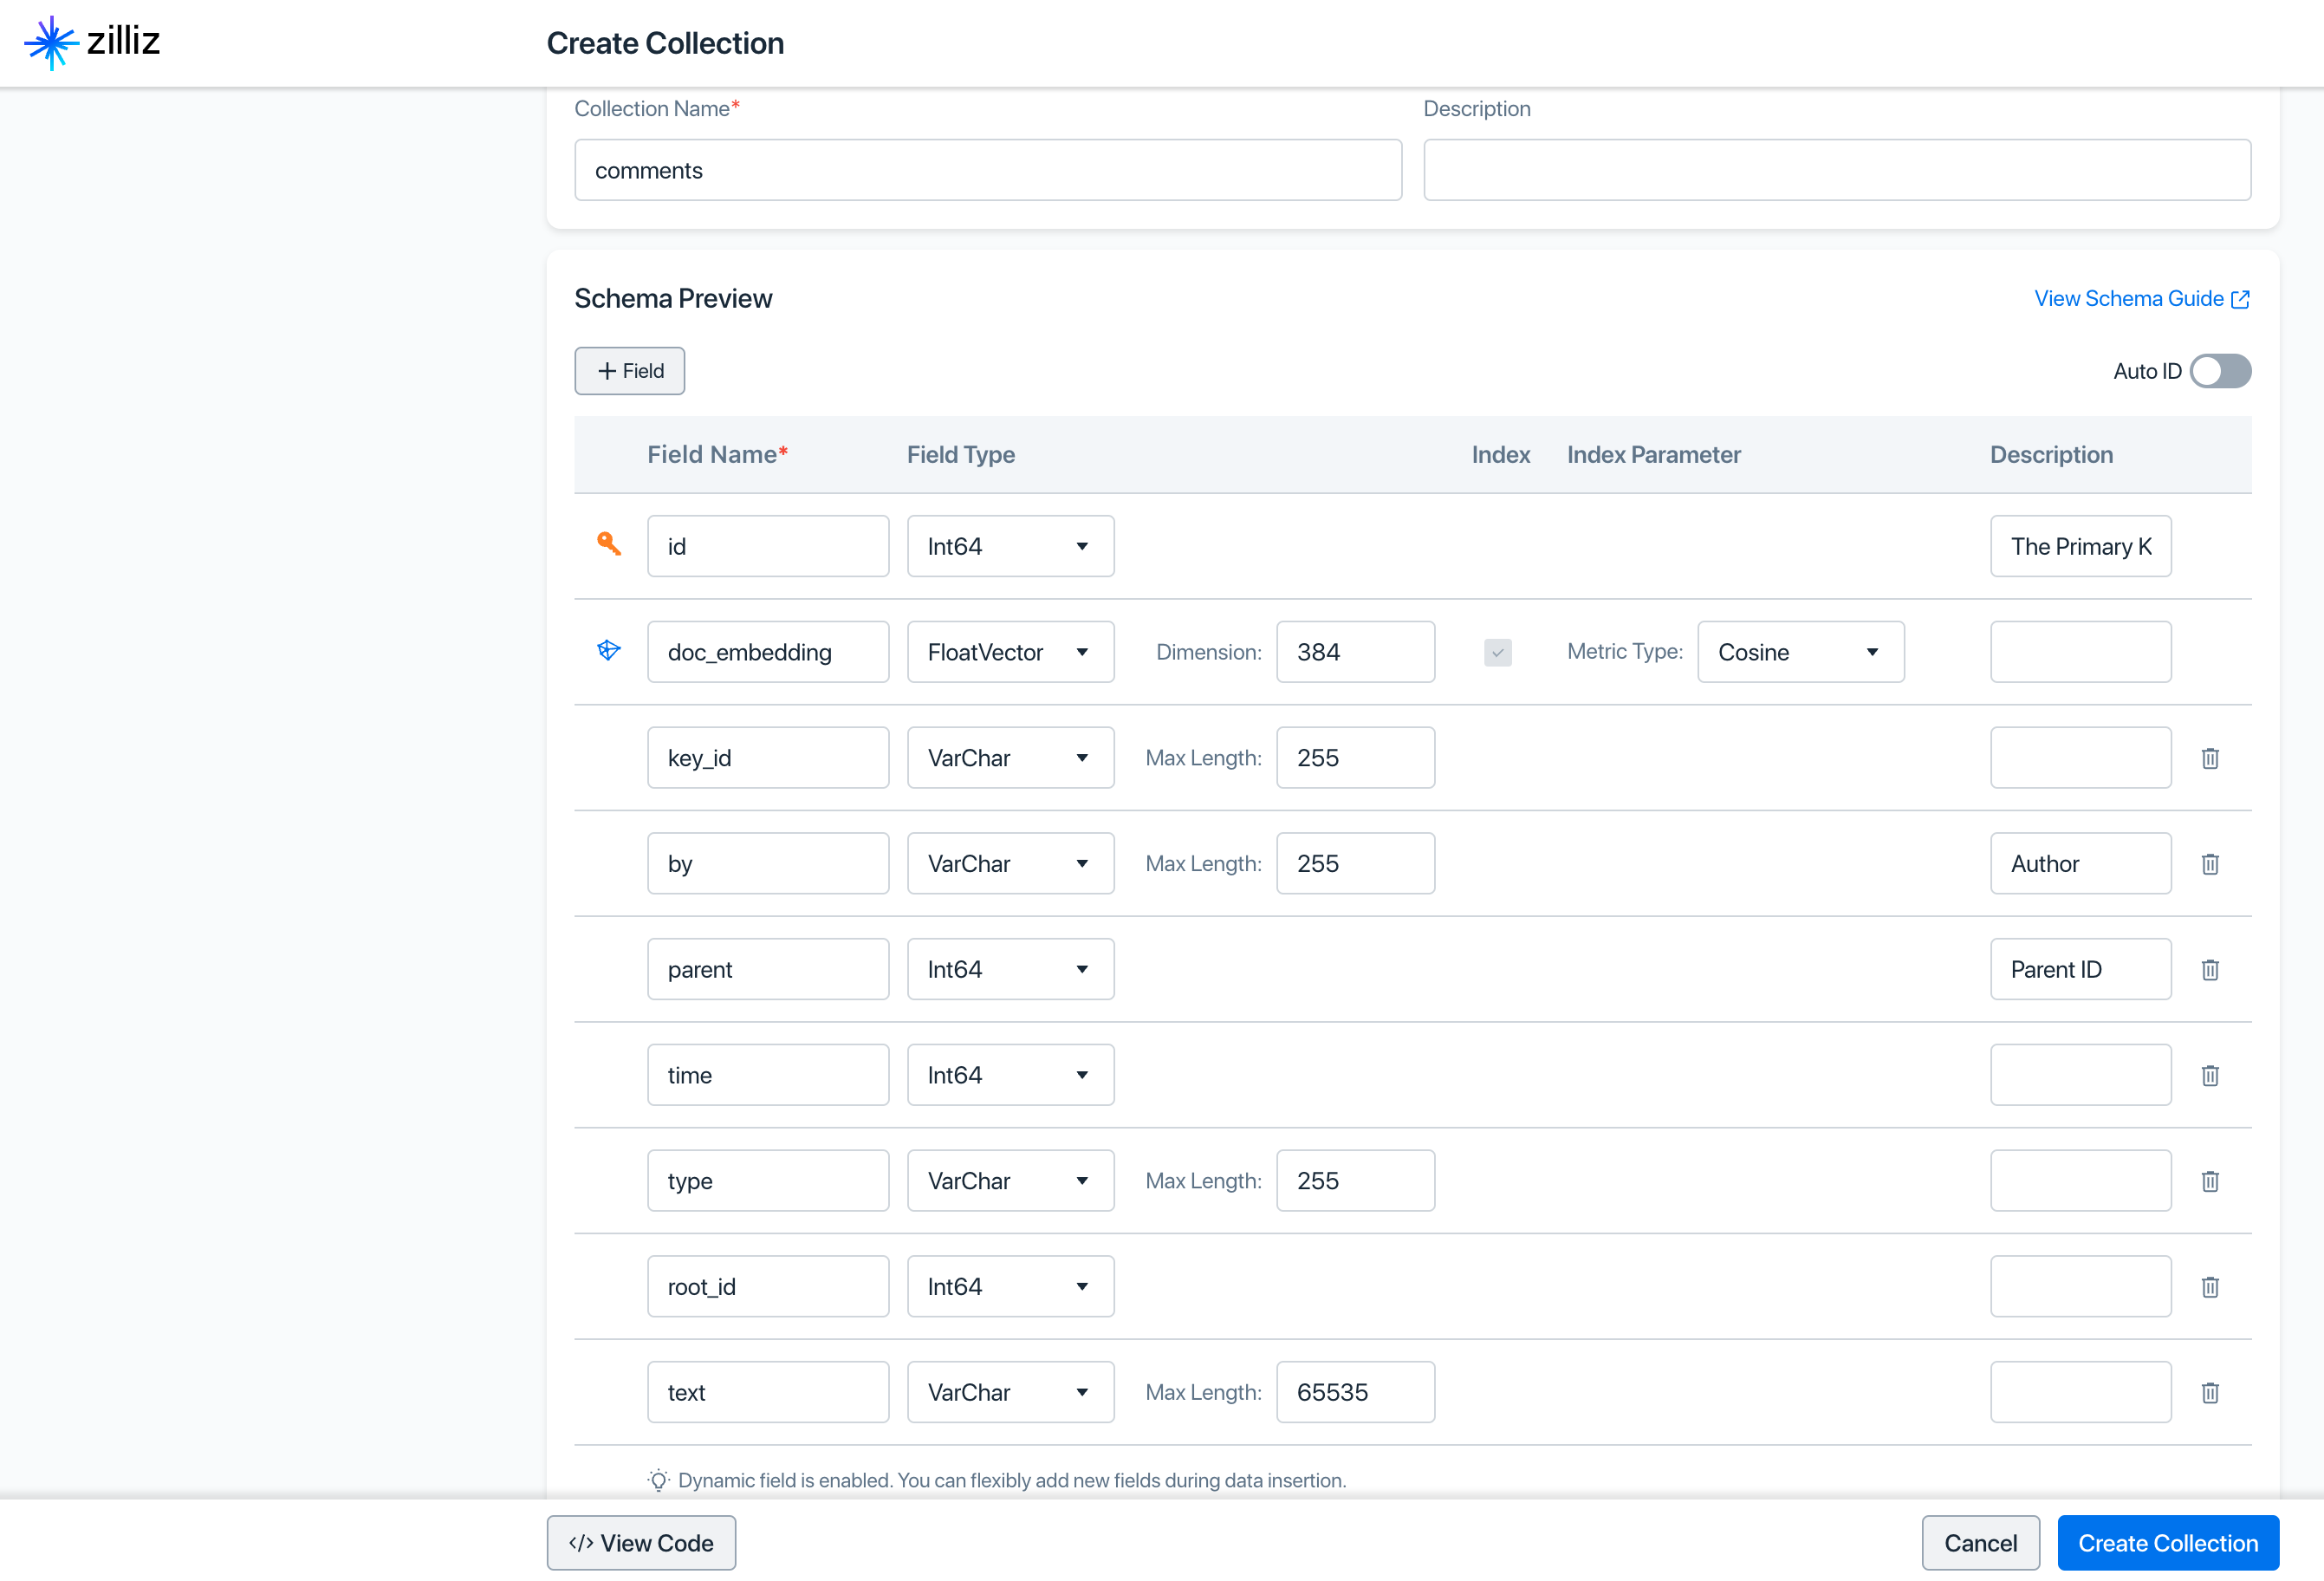 zilliz
Create Collection
Collection Name* Description
comments
Schema Preview View Schema Guide
+ Field Auto ID
Field Name* Field Type Index Index Parameter Description
id Int64 The Primary K
doc_embedding FloatVector Dimension: 384 Metric Type: Cosine
key_id VarChar Max Length: 255
by VarChar Max Length: 255 Author
parent Int64 Parent ID
time Int64
type VarChar Max Length: 255
root_id Int64
text VarChar Max Length: 65535
Dynamic field is enabled. You can flexibly add new fields during data insertion.
</> View Code Cancel Create Collection